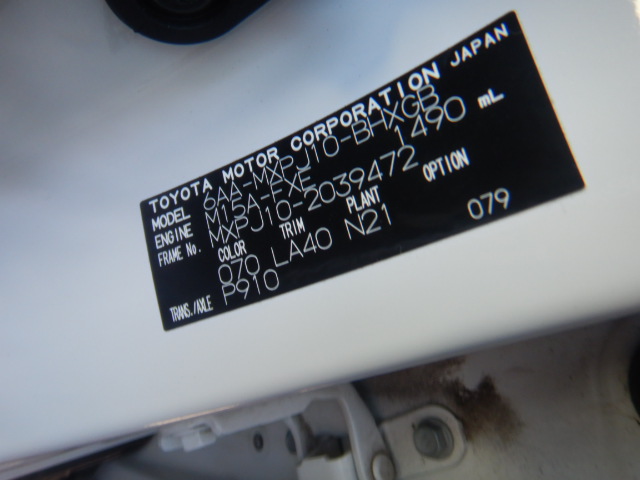 TOYOTA MOTOR CORPORATION JAPAN
MODEL 6AA-MXPJ10-BHXGB
ENGINE M15A-FXE 1490 mL
FRAME No. MXPJ10-2039472
COLOR TRIM PLANT OPTION
070 LA40 N21 079
TRANS./AXLE P910